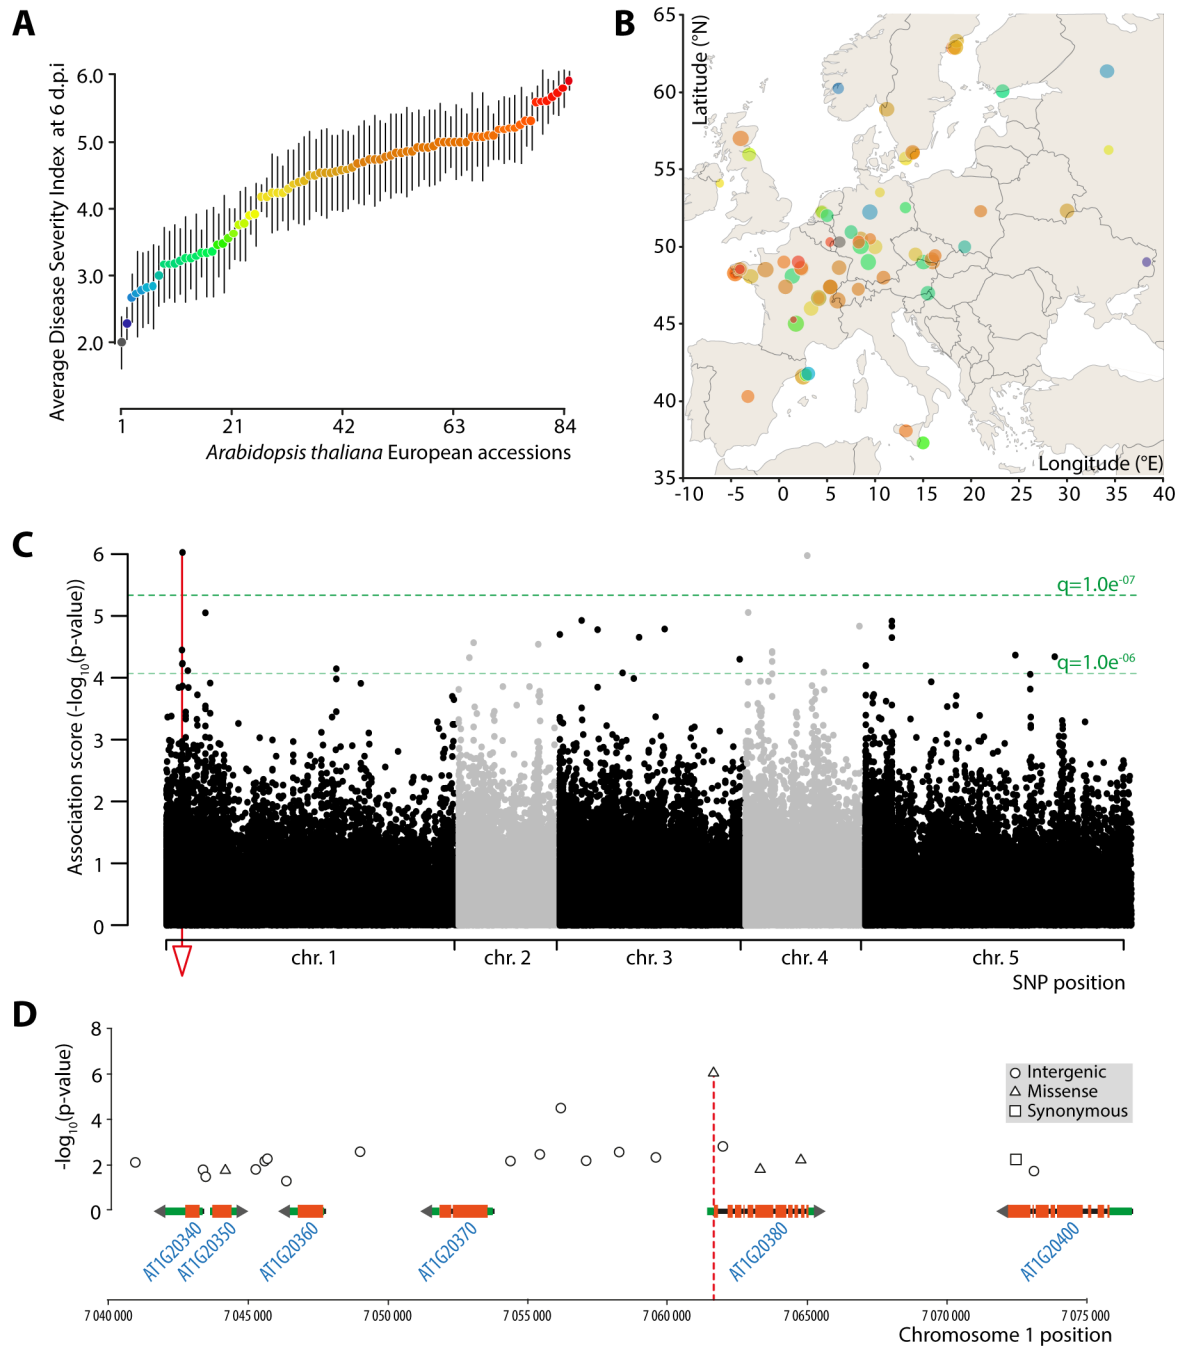 A
Average Disease Severity Index at 6 d.p.i
6.0
5.0
4.0
3.0
2.0
1
21
42
63
84
Arabidopsis thaliana European accessions
B
Latitude (°N)
65
60
55
50
45
40
35
-10
-5
0
5
10
15
20
25
30
35
40
Longitude (°E)
C
Association score (-log10(p-value))
6
5
4
3
2
1
0
q=1.0e-07
q=1.0e-06
chr. 1
chr. 2
chr. 3
chr. 4
chr. 5
SNP position
D
-log10(p-value)
8
6
4
2
0
Intergenic
Missense
Synonymous
AT1G20340
AT1G20350
AT1G20360
AT1G20370
AT1G20380
AT1G20400
7 040 000
7 045 000
7 050 000
7 055 000
7 060 000
7 065 000
7 070 000
7 075 000
Chromosome 1 position